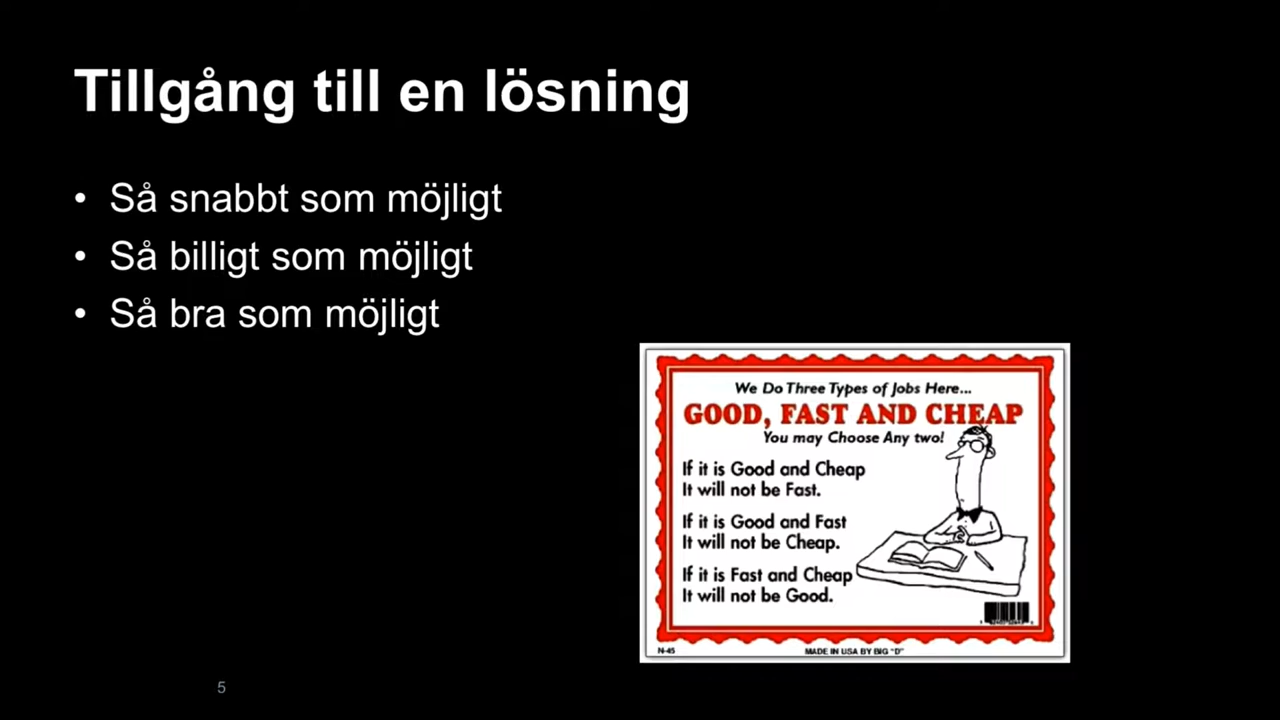 Tillgång till en lösning
• Så snabbt som möjligt
• Så billigt som möjligt
• Så bra som möjligt
We Do Three Types of Jobs Here...
GOOD, FAST AND CHEAP
You may Choose Any two!
If it is Good and Cheap
It will not be Fast.
If it is Good and Fast
It will not be Cheap.
If it is Fast and Cheap
It will not be Good.
N-45
MADE IN USA BY BIG "D"
5